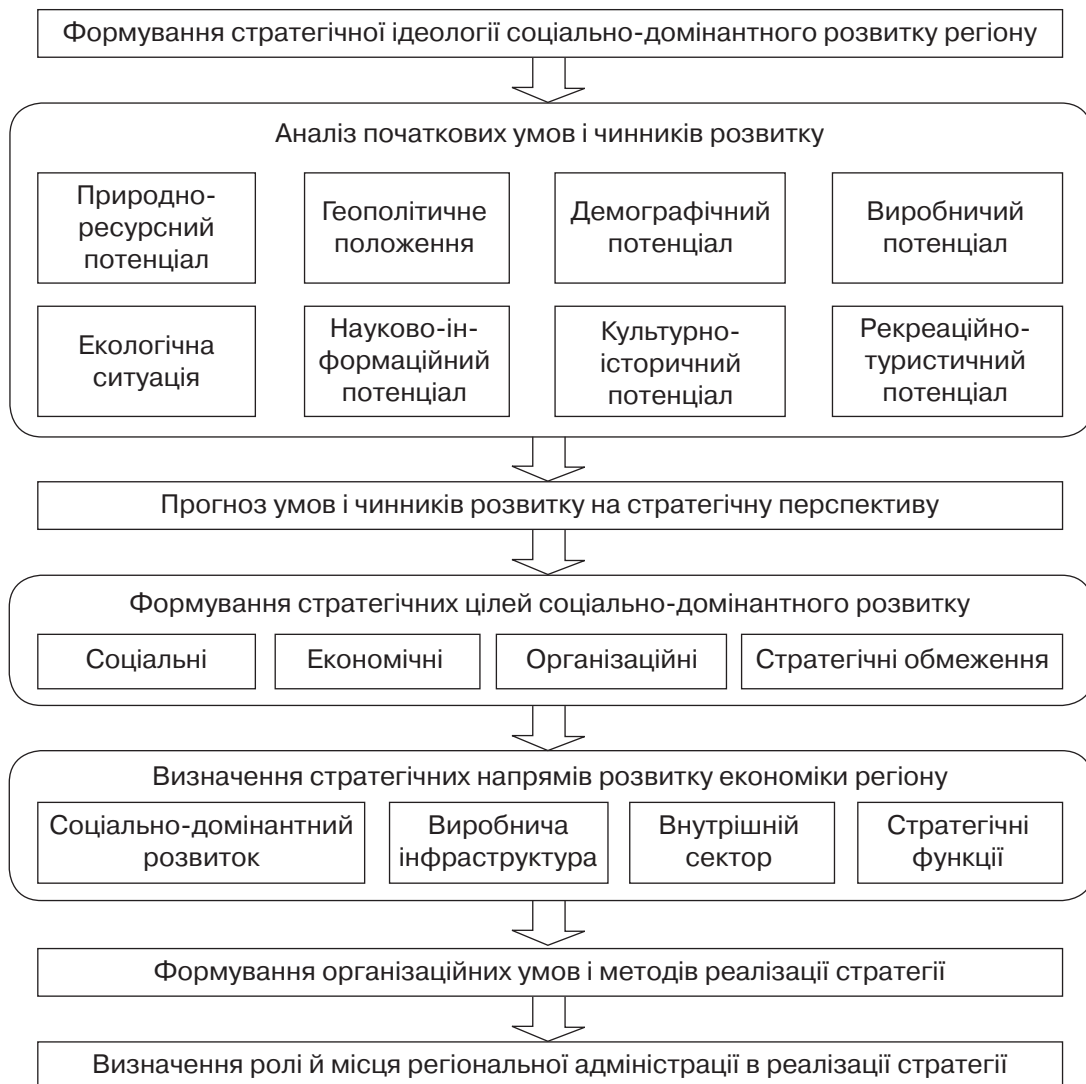 Формування стратегічної ідеології соціально-домінантного розвитку регіону
Аналіз початкових умов і чинників розвитку
Природно-
ресурсний
потенціал
Геополітичне
положення
Демографічний
потенціал
Виробничий
потенціал
Екологічна
ситуація
Науково-ін-
формаційний
потенціал
Культурно-
історичний
потенціал
Рекреаційно-
туристичний
потенціал
Прогноз умов і чинників розвитку на стратегічну перспективу
Формування стратегічних цілей соціально-домінантного розвитку
Соціальні
Економічні
Організаційні
Стратегічні обмеження
Визначення стратегічних напрямів розвитку економіки регіону
Соціально-домінантний
розвиток
Виробнича
інфраструктура
Внутрішній
сектор
Стратегічні
функції
Формування організаційних умов і методів реалізації стратегії
Визначення ролі й місця регіональної адміністрації в реалізації стратегії